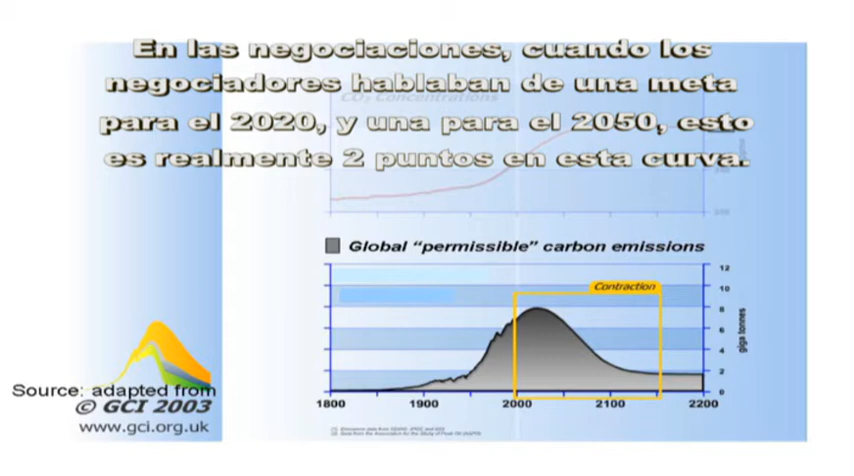 En las negociaciones, cuando los
negociadores hablaban de una meta
para el 2020, y una para el 2050, esto
es realmente 2 puntos en esta curva.
CO₂ Concentrations
Global “permissible” carbon emissions
Contraction
12
10
8
6
4
2
0
giga tonnes
1800
1900
2000
2100
2200
Source: adapted from
© GCI 2003
www.gci.org.uk